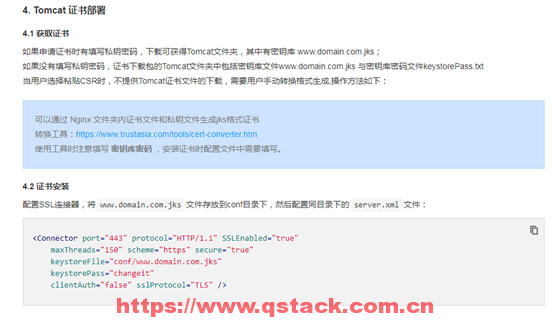 4. Tomcat 证书部署
4.1 获取证书
如果申请证书时有填写私钥密码，下载可获得Tomcat文件夹，其中有密钥库 www.domain.com.jks；
如果没有填写私钥密码，证书下载包的Tomcat文件夹中包括密钥库文件www.domain.com.jks 与密钥库密码文件keystorePass.txt
当用户选择粘贴CSR时，不提供Tomcat证书文件的下载，需要用户手动转换格式生成,操作方法如下：
可以通过 Nginx 文件夹内证书文件和私钥文件生成jks格式证书
转换工具：https://www.trustasia.com/tools/cert-converter.htm
使用工具时注意填写 密钥库密码 ，安装证书时配置文件中需要填写。
4.2 证书安装
配置SSL连接器，将 www.domain.com.jks 文件存放到conf目录下，然后配置同目录下的 server.xml 文件：
<Connector port="443" protocol="HTTP/1.1" SSLEnabled="true"
maxThreads="150" scheme="https" secure="true"
keystoreFile="conf/www.domain.com.jks"
keystorePass="changeit"
clientAuth="false" sslProtocol="TLS" />
https://www.qstack.com.cn